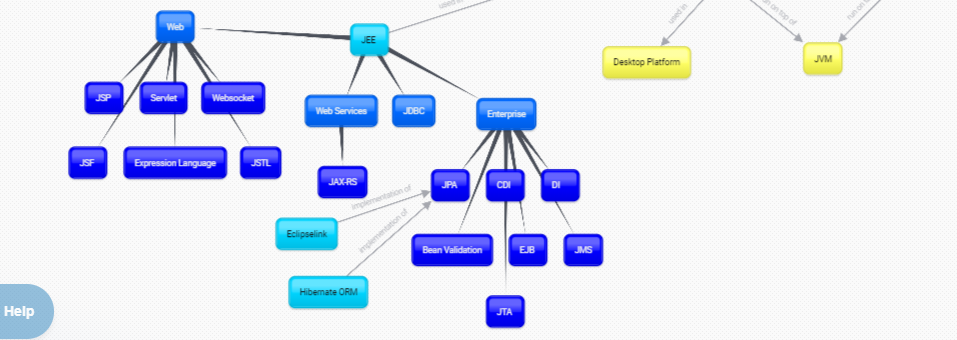 used in
used in
run on top of
run on
Web
JEE
Desktop Platform
JVM
JSP
Servlet
Websocket
Web Services
JDBC
Enterprise
JSF
Expression Language
JSTL
JAX-RS
JPA
CDI
DI
implementation of
Eclipselink
implementation of
Bean Validation
EJB
JMS
Hibernate ORM
JTA
Help